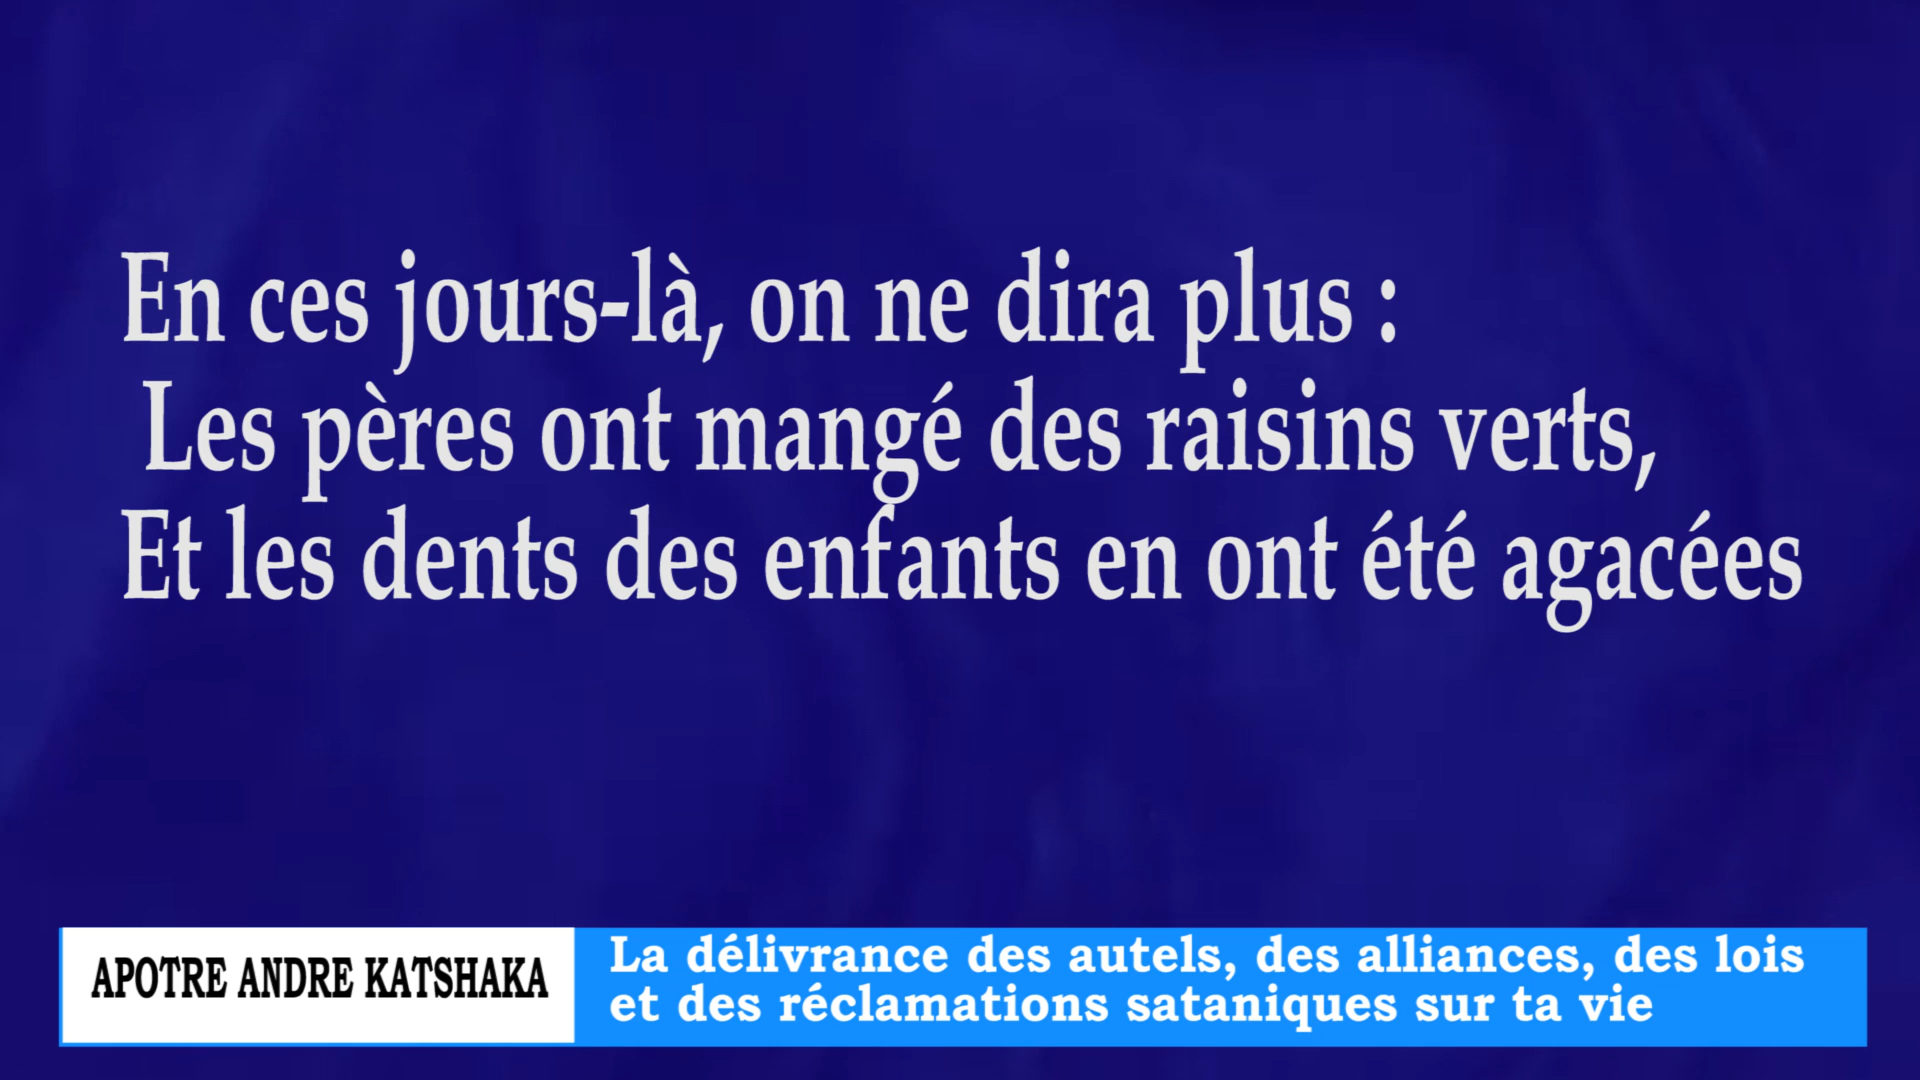 En ces jours-là, on ne dira plus :
Les pères ont mangé des raisins verts,
Et les dents des enfants en ont été agacées
APOTRE ANDRE KATSHAKA
La délivrance des autels, des alliances, des lois
et des réclamations sataniques sur ta vie